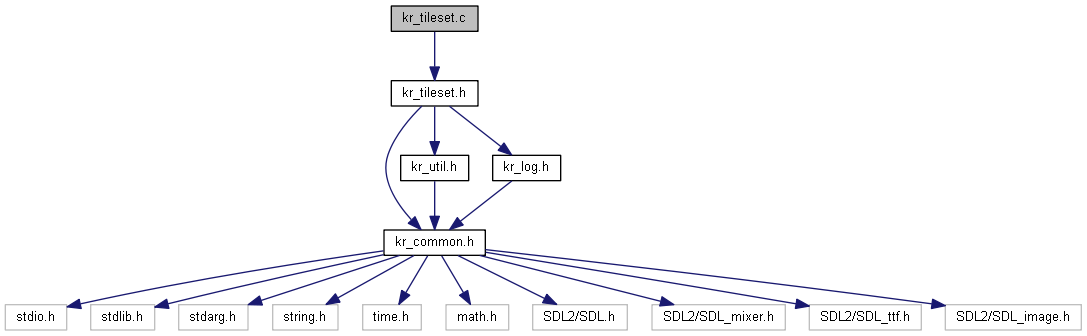 kr_tileset.c
kr_tileset.h
kr_util.h
kr_log.h
kr_common.h
stdio.h
stdlib.h
stdarg.h
string.h
time.h
math.h
SDL2/SDL.h
SDL2/SDL_mixer.h
SDL2/SDL_ttf.h
SDL2/SDL_image.h